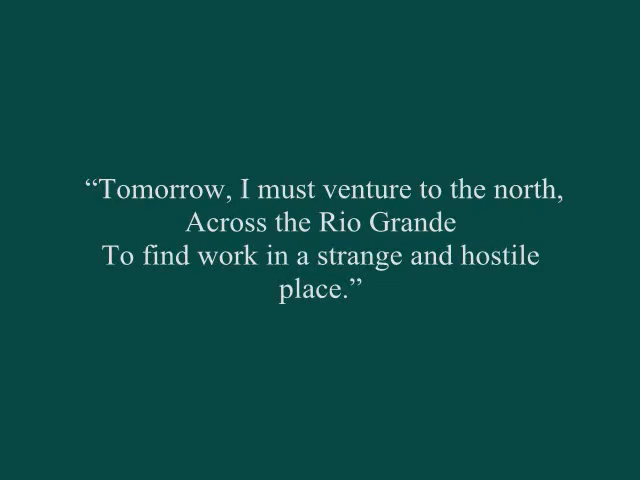 “Tomorrow, I must venture to the north,
Across the Rio Grande
To find work in a strange and hostile
place.”